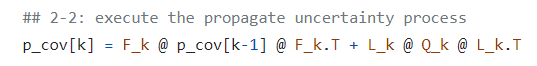 ## 2-2: execute the propagate uncertainty process
p_cov[k] = F_k @ p_cov[k-1] @ F_k.T + L_k @ Q_k @ L_k.T